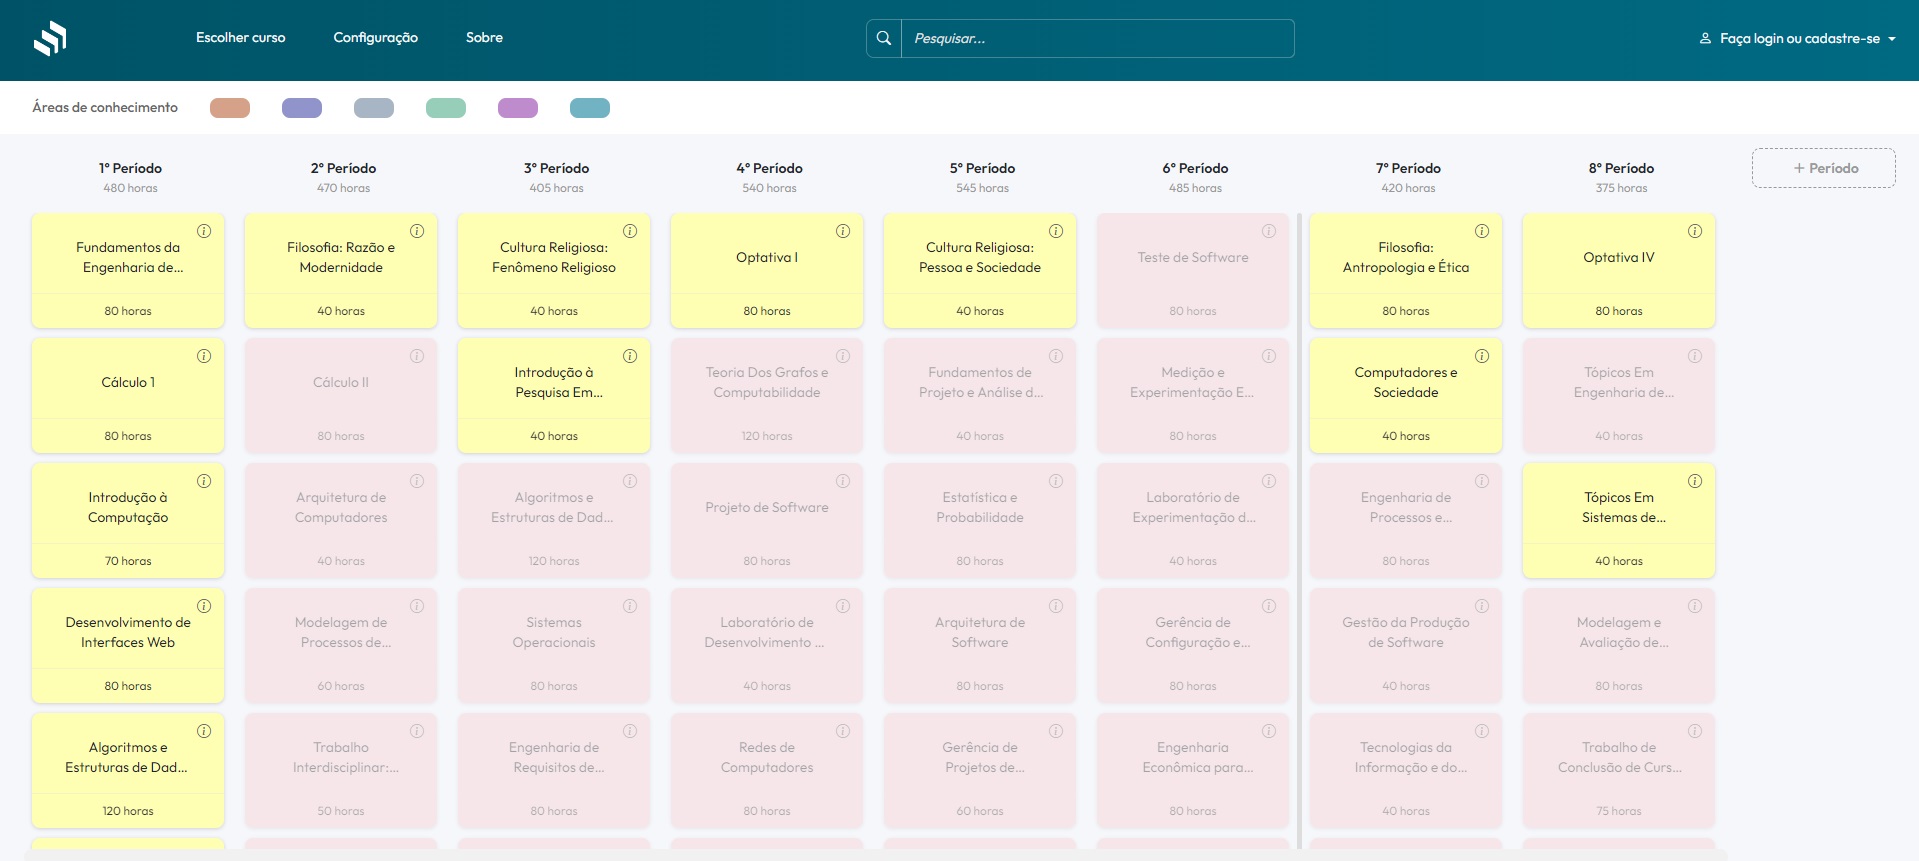 Escolher curso
Configuração
Sobre
Pesquisar...
Faça login ou cadastre-se
Áreas de conhecimento
1º Período
480 horas
2º Período
470 horas
3º Período
405 horas
4º Período
540 horas
5º Período
545 horas
6º Período
485 horas
7º Período
420 horas
8º Período
375 horas
+ Período
Fundamentos da
Engenharia de...
80 horas
Filosofia: Razão e
Modernidade
40 horas
Cultura Religiosa:
Fenômeno Religioso
40 horas
Optativa I
80 horas
Cultura Religiosa:
Pessoa e Sociedade
40 horas
Teste de Software
80 horas
Filosofia:
Antropologia e Ética
80 horas
Optativa IV
80 horas
Cálculo 1
80 horas
Cálculo II
80 horas
Introdução à
Pesquisa Em...
40 horas
Teoria Dos Grafos e
Computabilidade
120 horas
Fundamentos de
Projeto e Análise d...
40 horas
Medição e
Experimentação E...
80 horas
Computadores e
Sociedade
40 horas
Tópicos Em
Engenharia de...
40 horas
Introdução à
Computação
70 horas
Arquitetura de
Computadores
40 horas
Algoritmos e
Estruturas de Dad...
120 horas
Projeto de Software
80 horas
Estatística e
Probabilidade
80 horas
Laboratório de
Experimentação d...
40 horas
Engenharia de
Processos e...
80 horas
Tópicos Em
Sistemas de...
40 horas
Desenvolvimento de
Interfaces Web
80 horas
Modelagem de
Processos de...
60 horas
Sistemas
Operacionais
80 horas
Laboratório de
Desenvolvimento ...
40 horas
Arquitetura de
Software
80 horas
Gerência de
Configuração e...
80 horas
Gestão da Produção
de Software
40 horas
Modelagem e
Avaliação de...
80 horas
Algoritmos e
Estruturas de Dad...
120 horas
Trabalho
Interdisciplinar:...
50 horas
Engenharia de
Requisitos de...
80 horas
Redes de
Computadores
80 horas
Gerência de
Projetos de...
60 horas
Engenharia
Econômica para...
80 horas
Tecnologias da
Informação e do...
40 horas
Trabalho de
Conclusão de Curs...
75 horas